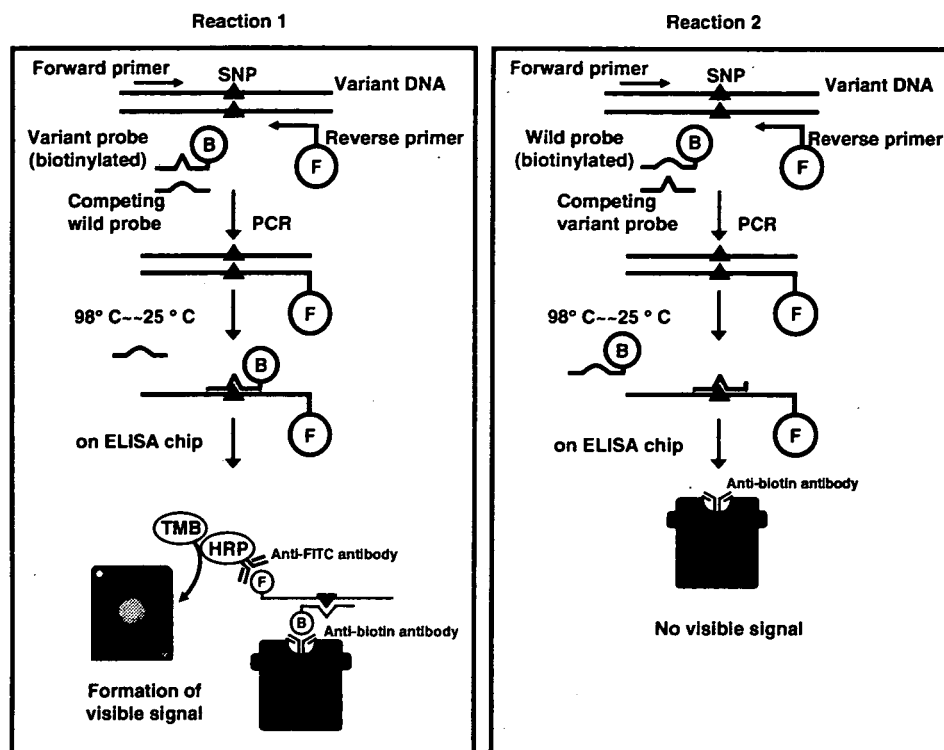 Reaction 1
Forward primer
SNP
Variant DNA
Variant probe
(biotinylated)
B
Reverse primer
F
Competing
wild probe
PCR
F
98° C~~25 ° C
B
F
on ELISA chip
TMB
HRP
Anti-FITC antibody
F
B
Anti-biotin antibody
Formation of
visible signal
Reaction 2
Forward primer
SNP
Variant DNA
Wild probe
(biotinylated)
B
Reverse primer
F
Competing
variant probe
PCR
F
98° C~~25 ° C
B
F
on ELISA chip
Anti-biotin antibody
No visible signal